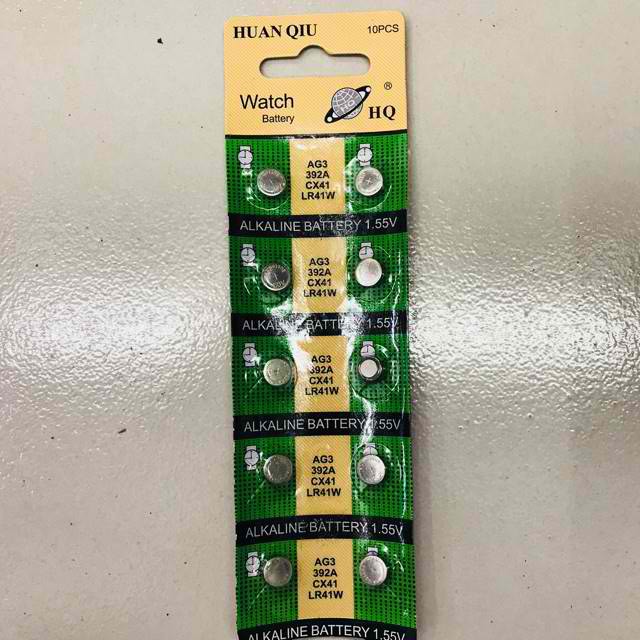 HUAN QIU
10PCS
Watch
Battery
HQ
®
HQ
AG3
392A
CX41
LR41W
ALKALINE BATTERY 1.55V
AG3
392A
CX41
LR41W
ALKALINE BATTERY 1.55V
AG3
392A
CX41
LR41W
ALKALINE BATTERY 1.55V
AG3
392A
CX41
LR41W
ALKALINE BATTERY 1.55V
AG3
392A
CX41
LR41W
ALKALINE BATTERY 1.55V